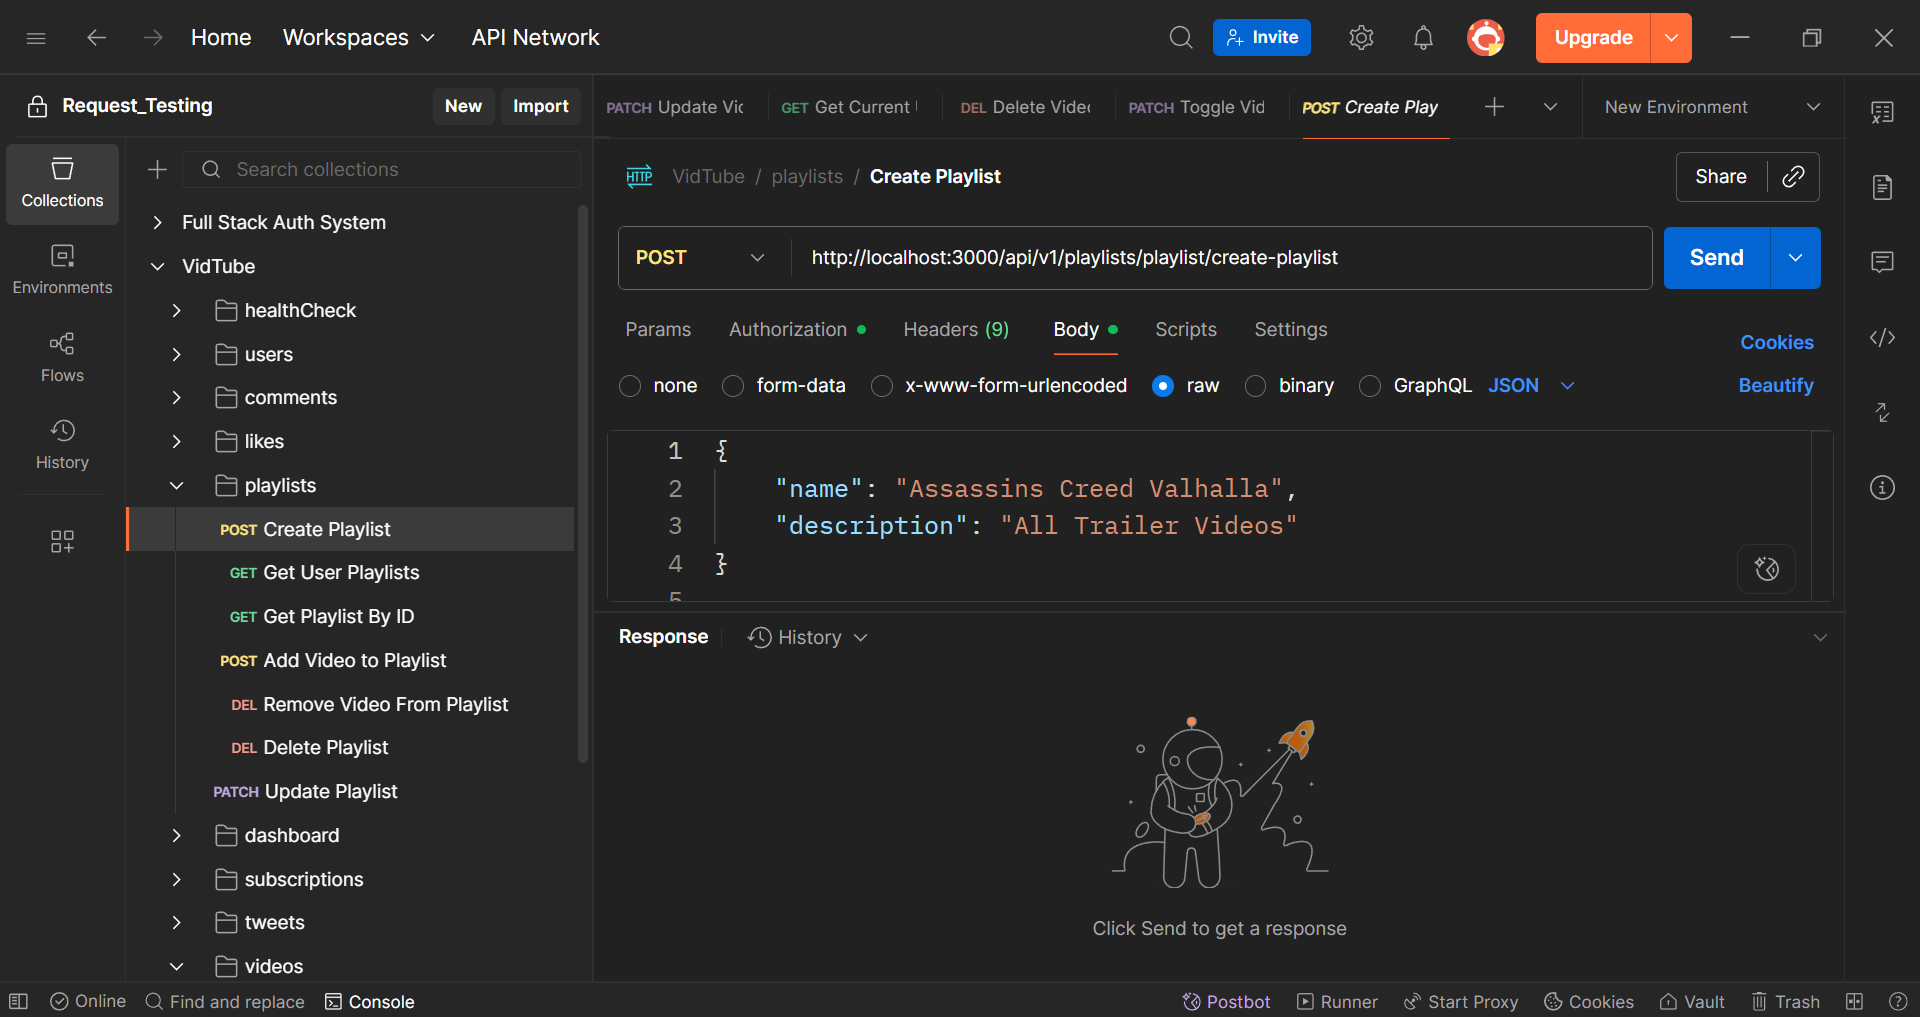 Home Workspaces API Network Invite Upgrade
Request_Testing New Import
PATCH Update Vic GET Get Current DEL Delete Video PATCH Toggle Vid POST Create Play New Environment
Collections
Environments
Flows
History
Search collections
Full Stack Auth System
VidTube
healthCheck
users
comments
likes
playlists
POST Create Playlist
GET Get User Playlists
GET Get Playlist By ID
POST Add Video to Playlist
DEL Remove Video From Playlist
DEL Delete Playlist
PATCH Update Playlist
dashboard
subscriptions
tweets
videos
HTTP VidTube / playlists / Create Playlist Share
POST http://localhost:3000/api/v1/playlists/playlist/create-playlist Send
Params Authorization Headers (9) Body Scripts Settings Cookies
none form-data x-www-form-urlencoded raw binary GraphQL JSON Beautify
1 {
2 "name": "Assassins Creed Valhalla",
3 "description": "All Trailer Videos"
4 }
5
Response History
Click Send to get a response
Online Find and replace Console Postbot Runner Start Proxy Cookies Vault Trash